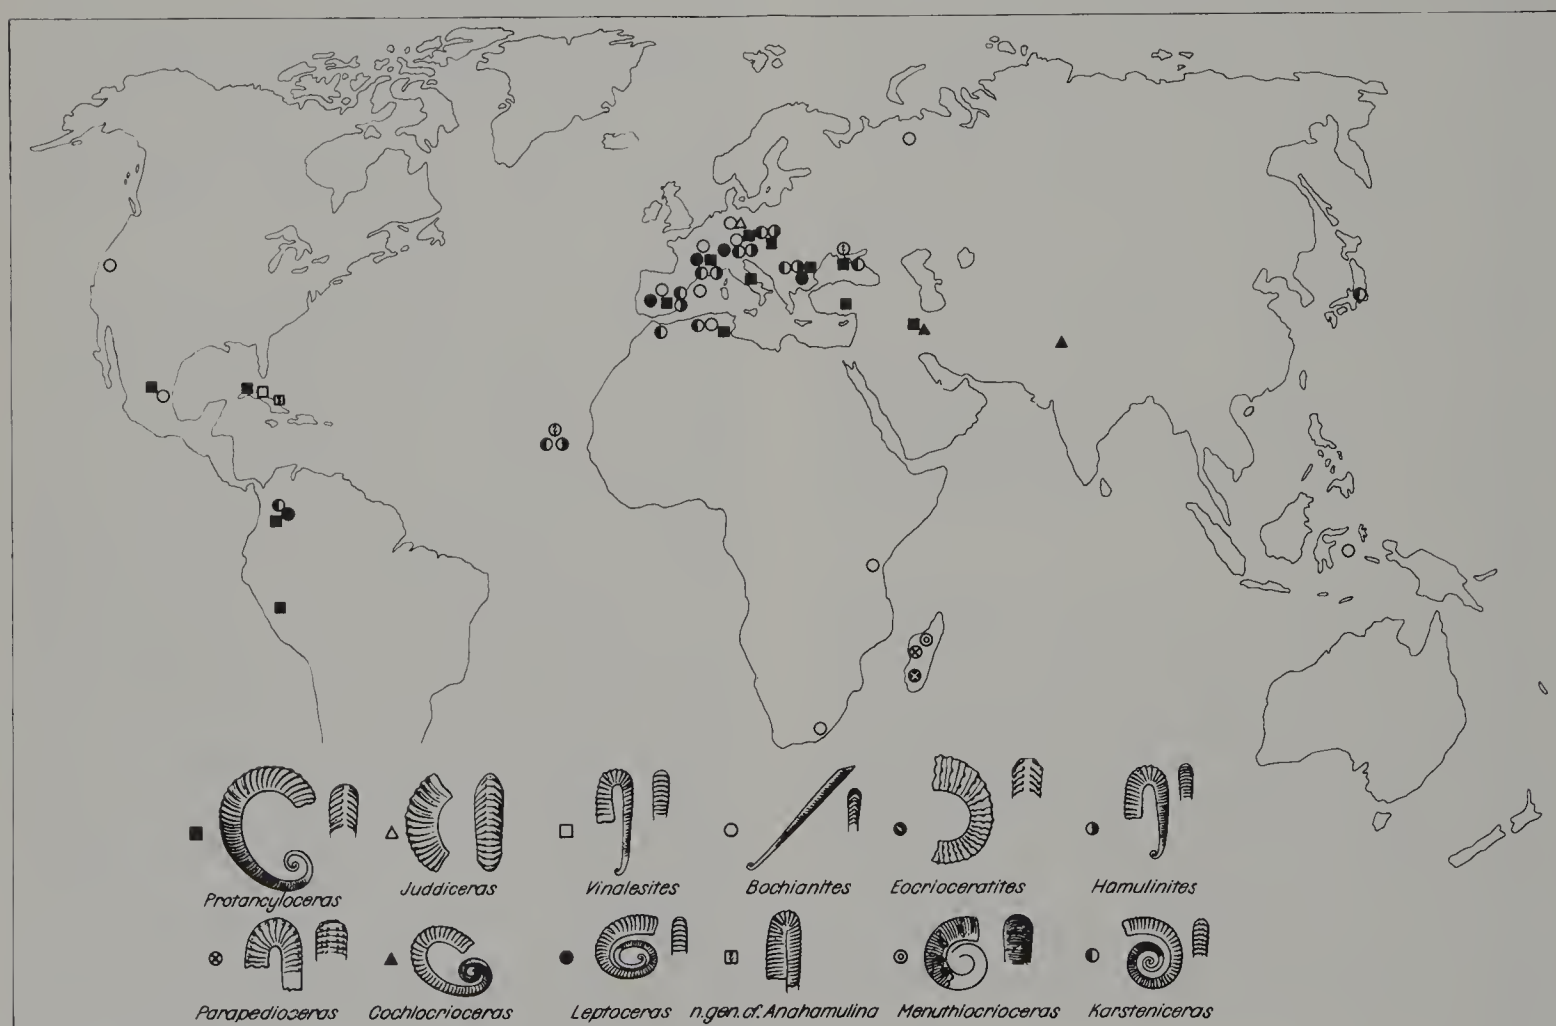 Protancyloceras
Juddiceras
Vinalesites
Bochianites
Eocrioceratites
Hamulinites
Parapedioceras
Cochlocrioceras
Leptoceras
n.gen.cf. Anahamulina
Menuthiocrioceras
Karsteniceras